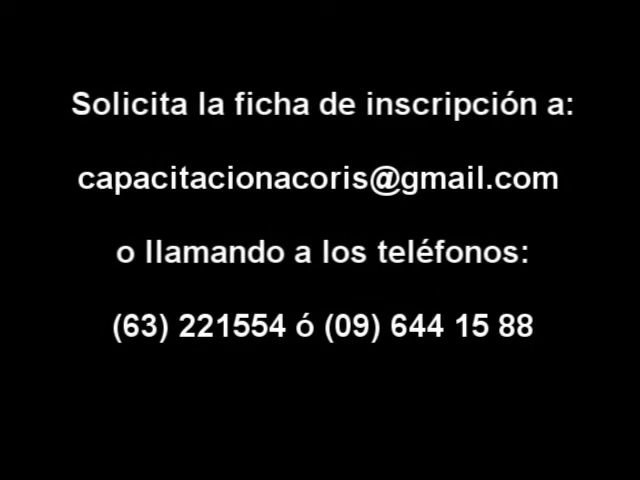 Solicita la ficha de inscripción a:
capacitacionacoris@gmail.com
o llamando a los teléfonos:
(63) 221554 ó (09) 644 15 88